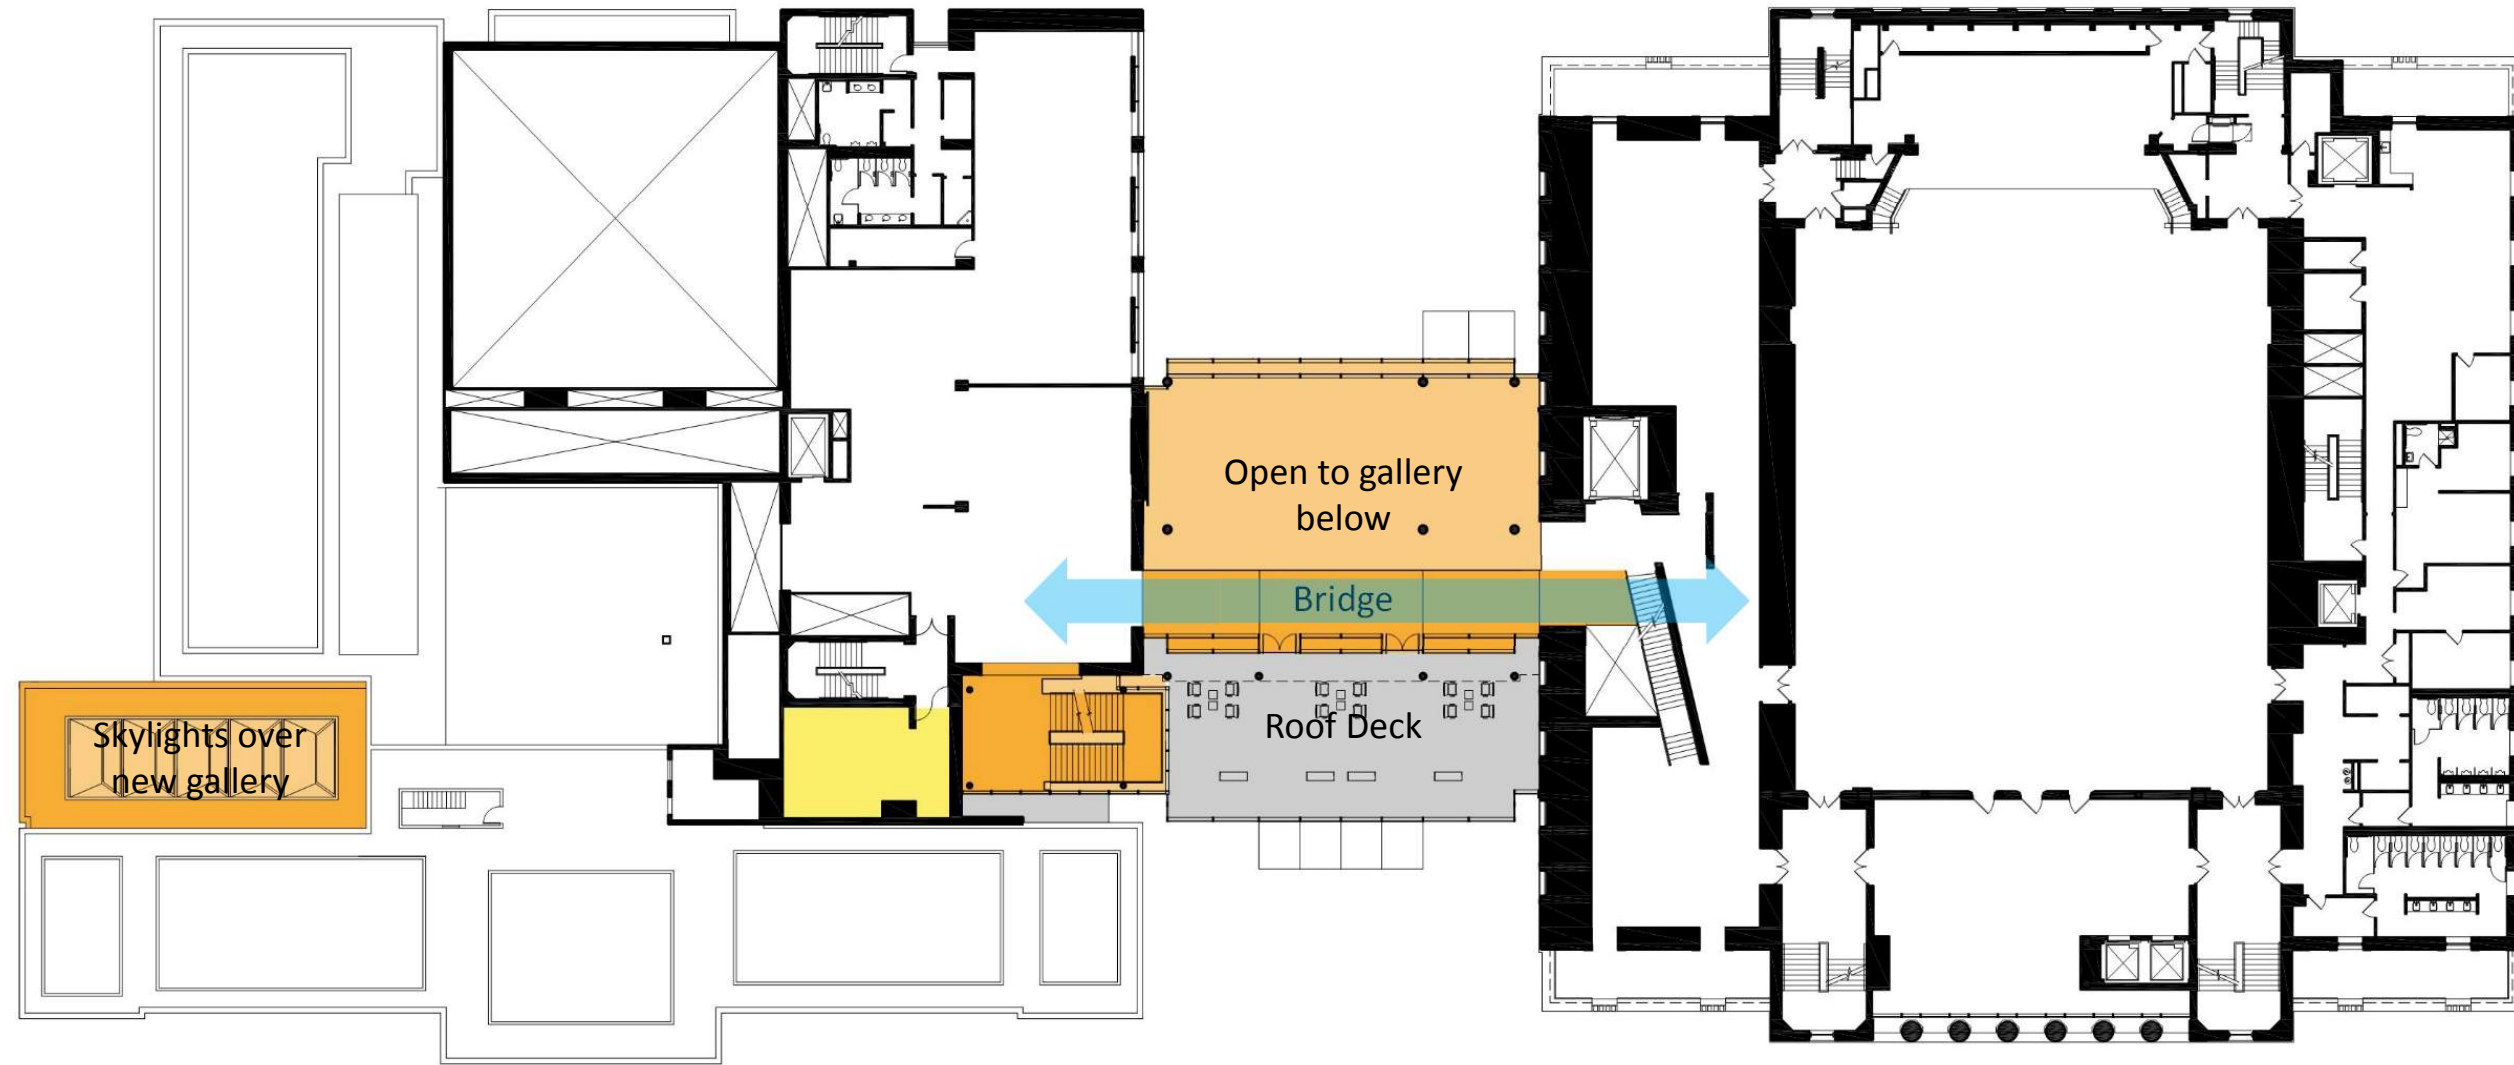 Open to gallery
below
Bridge
Skylights over
new gallery
Roof Deck